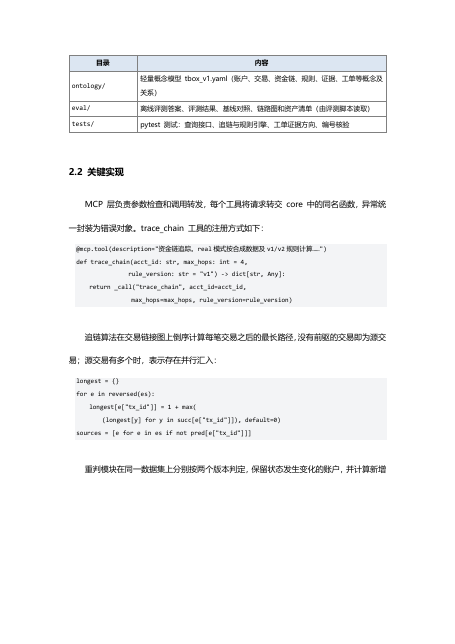 目录 内容
ontology/ 轻量概念模型 tbox_v1.yaml（账户、交易、资金链、规则、证据、工单等概念及
关系）
eval/ 离线评测答案、评测结果、基线对照、链路图和资产清单（由评测脚本读取）
tests/ pytest 测试：查询接口、追链与规则引擎、工单证据方向、编号核验
2.2 关键实现
MCP 层负责参数检查和调用转发，每个工具将请求转交 core 中的同名函数，异常统
一封装为错误对象。trace_chain 工具的注册方式如下：
@mcp.tool(description="资金链追踪。real 模式按合成数据及 v1/v2 规则计算……")
def trace_chain(acct_id: str, max_hops: int = 4,
rule_version: str = "v1") -> dict[str, Any]:
return _call("trace_chain", acct_id=acct_id,
max_hops=max_hops, rule_version=rule_version)
追链算法在交易链接图上倒序计算每笔交易之后的最长路径，没有前驱的交易即为源交
易；源交易有多个时，表示存在并行汇入：
longest = {}
for e in reversed(es):
longest[e["tx_id"]] = 1 + max(
(longest[y] for y in succ[e["tx_id"]]), default=0)
sources = [e for e in es if not pred[e["tx_id"]]]
重判模块在同一数据集上分别按两个版本判定，保留状态发生变化的账户，并计算新增